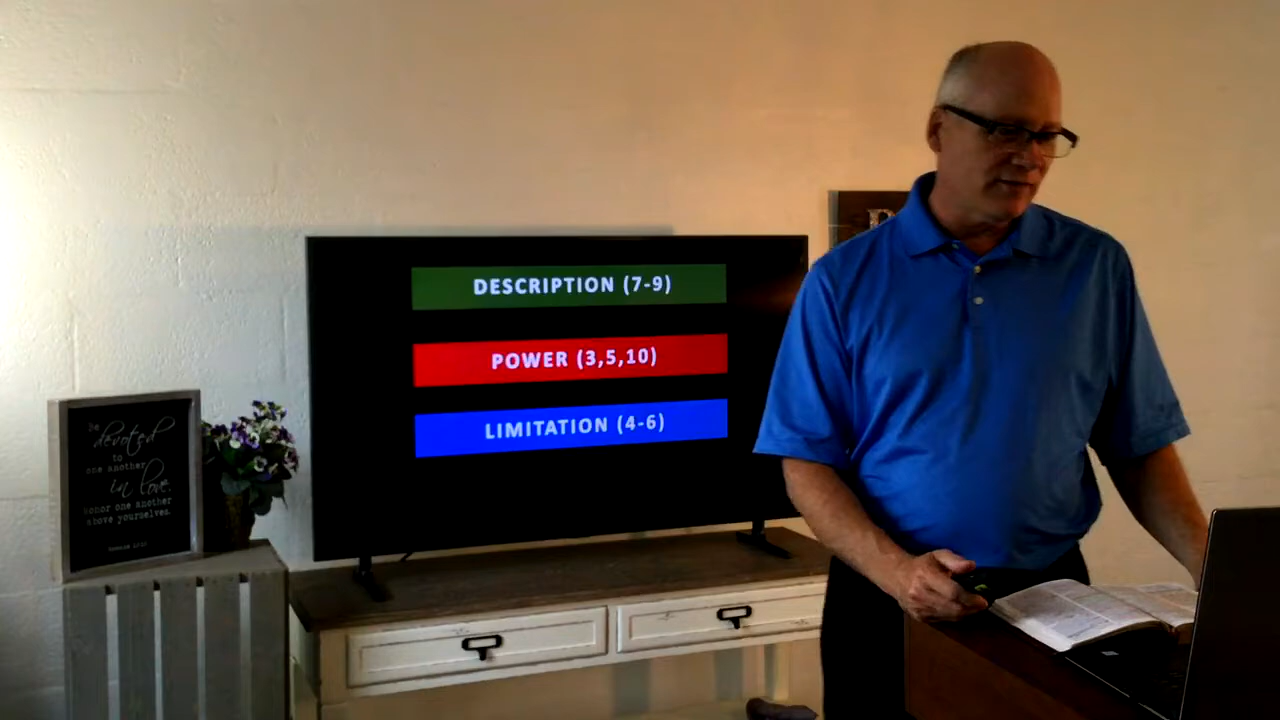 DESCRIPTION (7-9)
POWER (3,5,10)
LIMITATION (4-6)
Be
devoted
to
one another
in love.
honor one another
above yourselves.